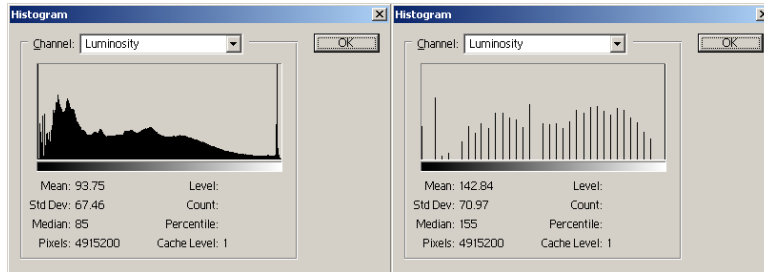 Histogram
Channel: Luminosity
OK
Mean: 93.75 Level:
Std Dev: 67.46 Count:
Median: 85 Percentile:
Pixels: 4915200 Cache Level: 1
Histogram
Channel: Luminosity
OK
Mean: 142.84 Level:
Std Dev: 70.97 Count:
Median: 155 Percentile:
Pixels: 4915200 Cache Level: 1